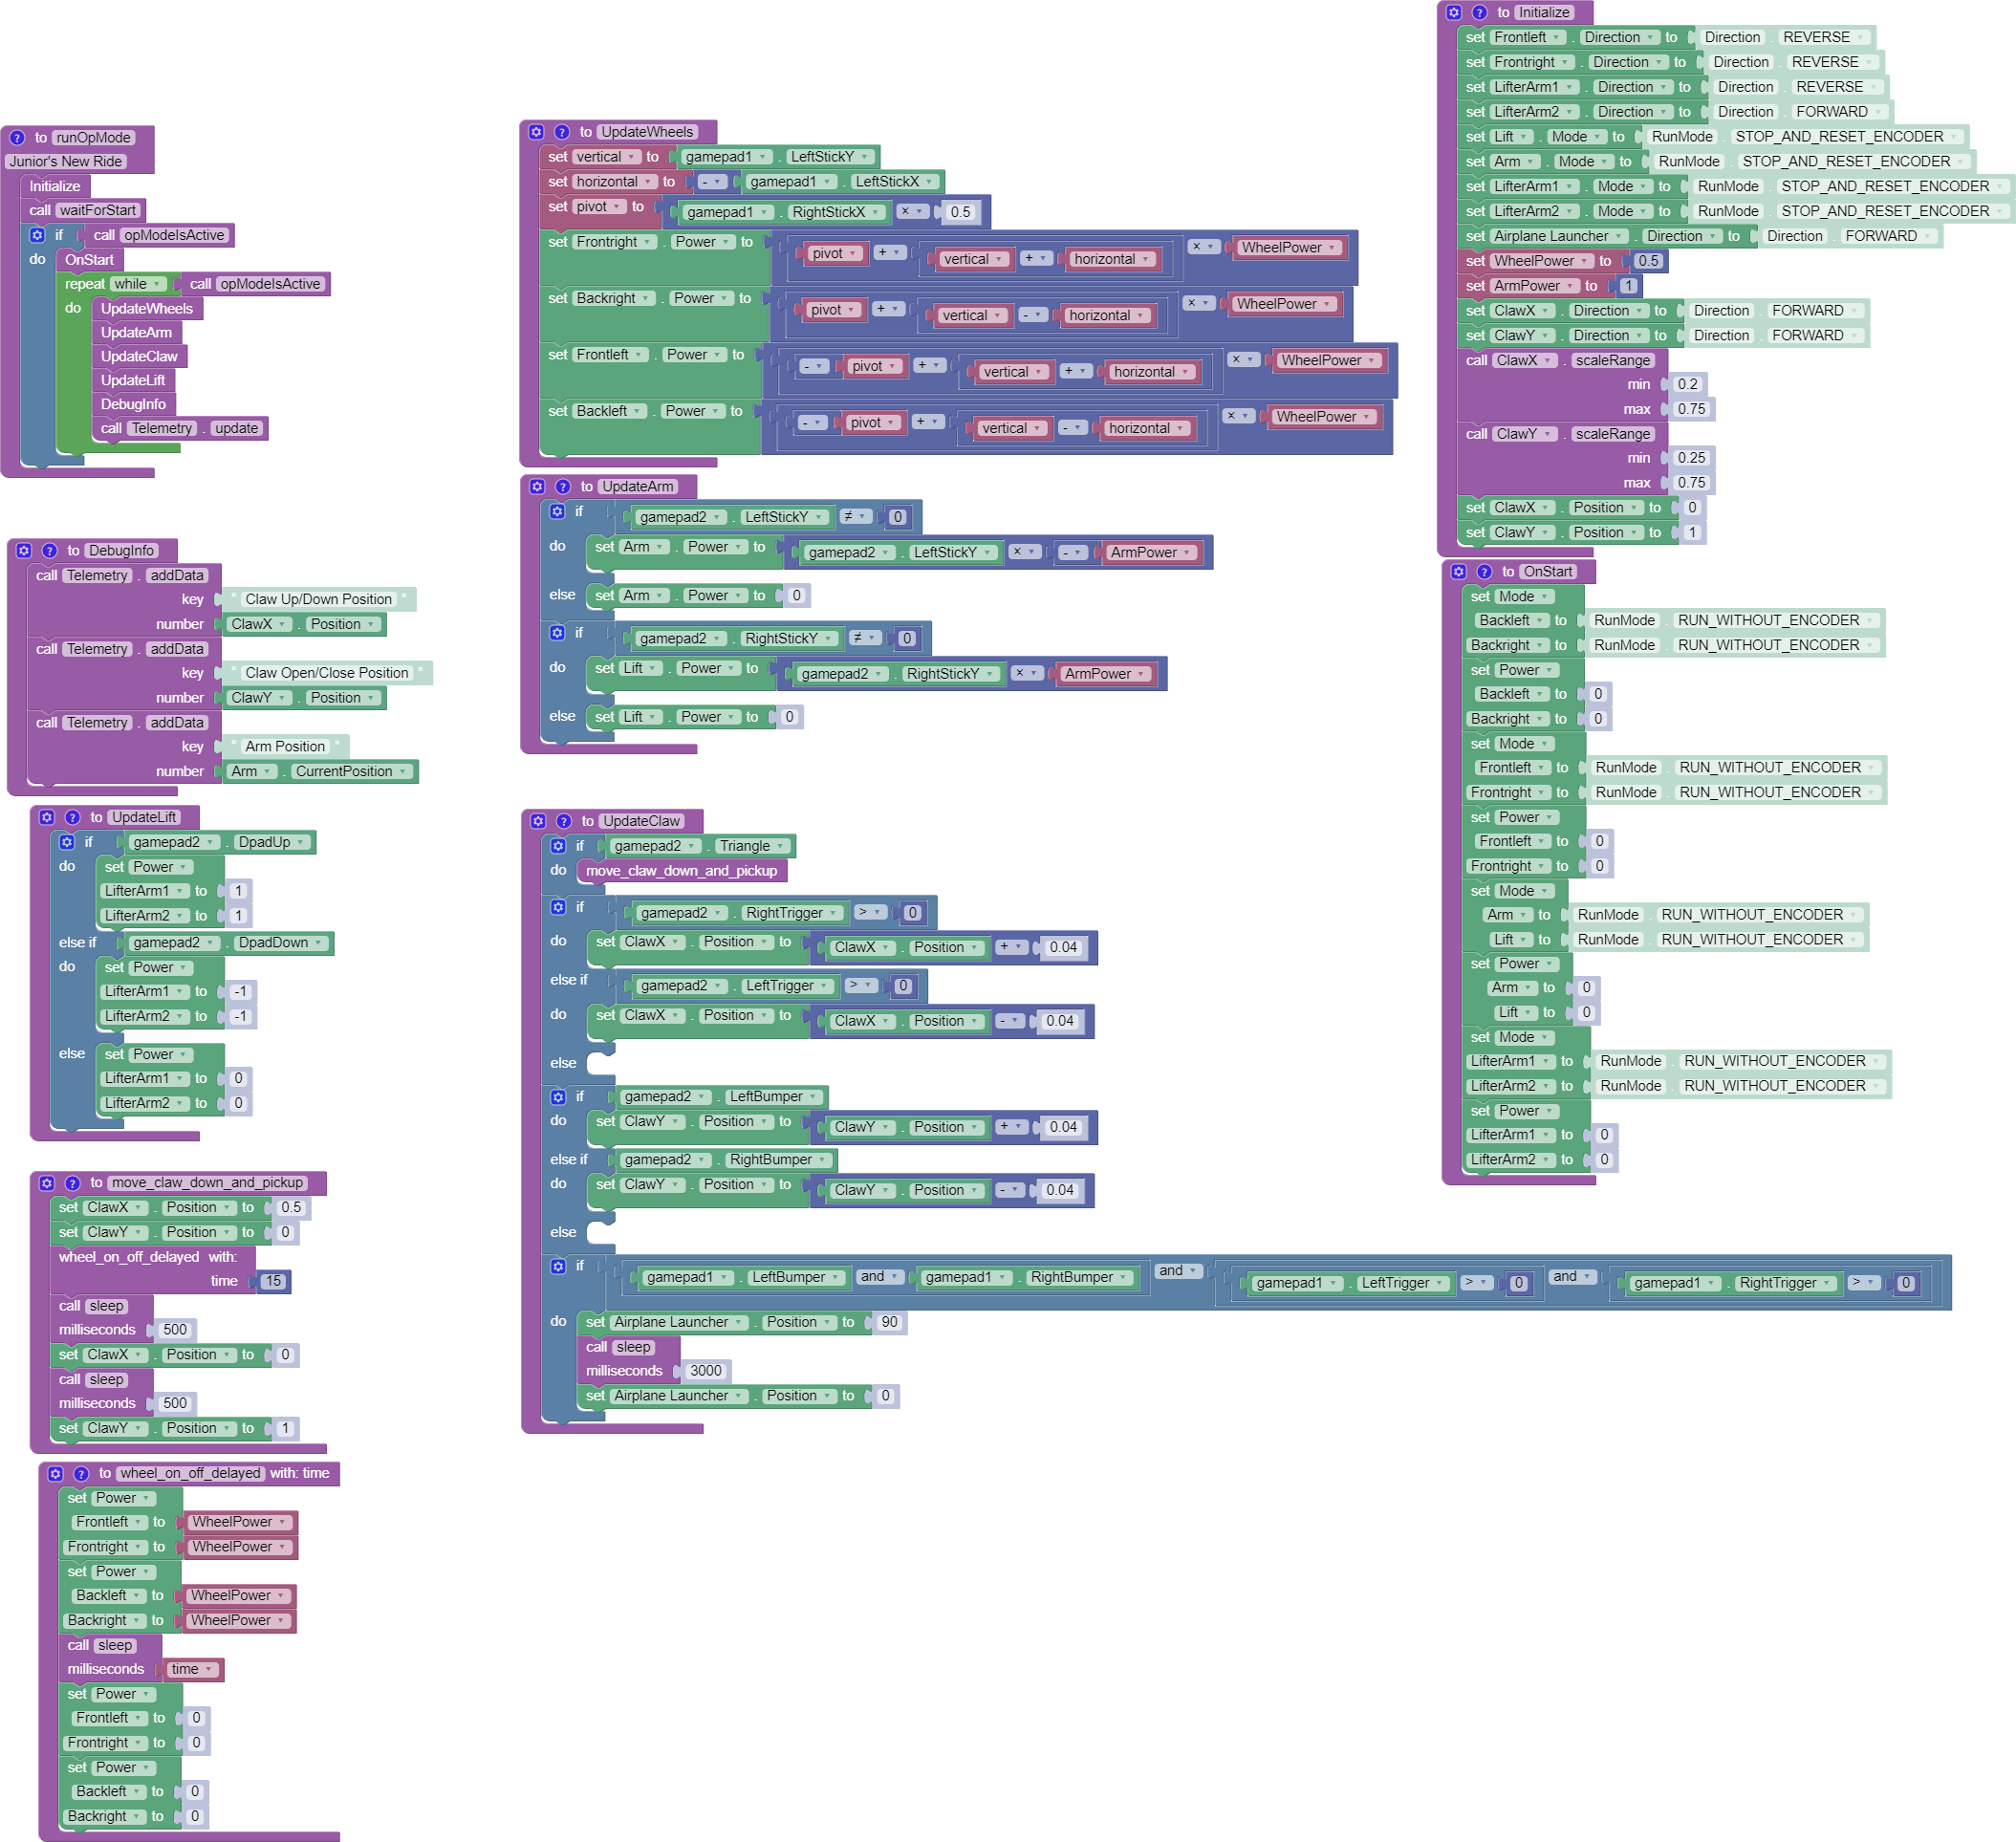 to runOpMode
Junior's New Ride
Initialize
call waitForStart
if call opModeIsActive
do OnStart
repeat while call opModeIsActive
do UpdateWheels
UpdateArm
UpdateClaw
UpdateLift
DebugInfo
call Telemetry . update
to DebugInfo
call Telemetry . addData
key " Claw Up/Down Position "
number ClawX . Position
call Telemetry . addData
key " Claw Open/Close Position "
number ClawY . Position
call Telemetry . addData
key " Arm Position "
number Arm . CurrentPosition
to UpdateLift
if gamepad2 . DpadUp
do set Power
LifterArm1 to 1
LifterArm2 to 1
else if gamepad2 . DpadDown
do set Power
LifterArm1 to -1
LifterArm2 to -1
else set Power
LifterArm1 to 0
LifterArm2 to 0
to move_claw_down_and_pickup
set ClawX . Position to 0.5
set ClawY . Position to 0
wheel_on_off_delayed with:
time 15
call sleep
milliseconds 500
set ClawX . Position to 0
call sleep
milliseconds 500
set ClawY . Position to 1
to wheel_on_off_delayed with: time
set Power
Frontleft to WheelPower
Frontright to WheelPower
set Power
Backleft to WheelPower
Backright to WheelPower
call sleep
milliseconds time
set Power
Frontleft to 0
Frontright to 0
set Power
Backleft to 0
Backright to 0
to UpdateWheels
set vertical to gamepad1 . LeftStickY
set horizontal to - gamepad1 . LeftStickX
set pivot to gamepad1 . RightStickX × 0.5
set Frontright . Power to pivot + vertical + horizontal × WheelPower
set Backright . Power to pivot + vertical - horizontal × WheelPower
set Frontleft . Power to - pivot + vertical + horizontal × WheelPower
set Backleft . Power to - pivot + vertical - horizontal × WheelPower
to UpdateArm
if gamepad2 . LeftStickY ≠ 0
do set Arm . Power to gamepad2 . LeftStickY × - ArmPower
else set Arm . Power to 0
if gamepad2 . RightStickY ≠ 0
do set Lift . Power to gamepad2 . RightStickY × ArmPower
else set Lift . Power to 0
to UpdateClaw
if gamepad2 . Triangle
do move_claw_down_and_pickup
if gamepad2 . RightTrigger > 0
do set ClawX . Position to ClawX . Position + 0.04
else if gamepad2 . LeftTrigger > 0
do set ClawX . Position to ClawX . Position - 0.04
else
if gamepad2 . LeftBumper
do set ClawY . Position to ClawY . Position + 0.04
else if gamepad2 . RightBumper
do set ClawY . Position to ClawY . Position - 0.04
else
if gamepad1 . LeftBumper and gamepad1 . RightBumper and gamepad1 . LeftTrigger > 0 and gamepad1 . RightTrigger > 0
do set Airplane Launcher . Position to 90
call sleep
milliseconds 3000
set Airplane Launcher . Position to 0
to Initialize
set Frontleft . Direction to Direction . REVERSE
set Frontright . Direction to Direction . REVERSE
set LifterArm1 . Direction to Direction . REVERSE
set LifterArm2 . Direction to Direction . FORWARD
set Lift . Mode to RunMode . STOP_AND_RESET_ENCODER
set Arm . Mode to RunMode . STOP_AND_RESET_ENCODER
set LifterArm1 . Mode to RunMode . STOP_AND_RESET_ENCODER
set LifterArm2 . Mode to RunMode . STOP_AND_RESET_ENCODER
set Airplane Launcher . Direction to Direction . FORWARD
set WheelPower to 0.5
set ArmPower to 1
set ClawX . Direction to Direction . FORWARD
set ClawY . Direction to Direction . FORWARD
call ClawX . scaleRange
min 0.2
max 0.75
call ClawY . scaleRange
min 0.25
max 0.75
set ClawX . Position to 0
set ClawY . Position to 1
to OnStart
set Mode
Backleft to RunMode . RUN_WITHOUT_ENCODER
Backright to RunMode . RUN_WITHOUT_ENCODER
set Power
Backleft to 0
Backright to 0
set Mode
Frontleft to RunMode . RUN_WITHOUT_ENCODER
Frontright to RunMode . RUN_WITHOUT_ENCODER
set Power
Frontleft to 0
Frontright to 0
set Mode
Arm to RunMode . RUN_WITHOUT_ENCODER
Lift to RunMode . RUN_WITHOUT_ENCODER
set Power
Arm to 0
Lift to 0
set Mode
LifterArm1 to RunMode . RUN_WITHOUT_ENCODER
LifterArm2 to RunMode . RUN_WITHOUT_ENCODER
set Power
LifterArm1 to 0
LifterArm2 to 0